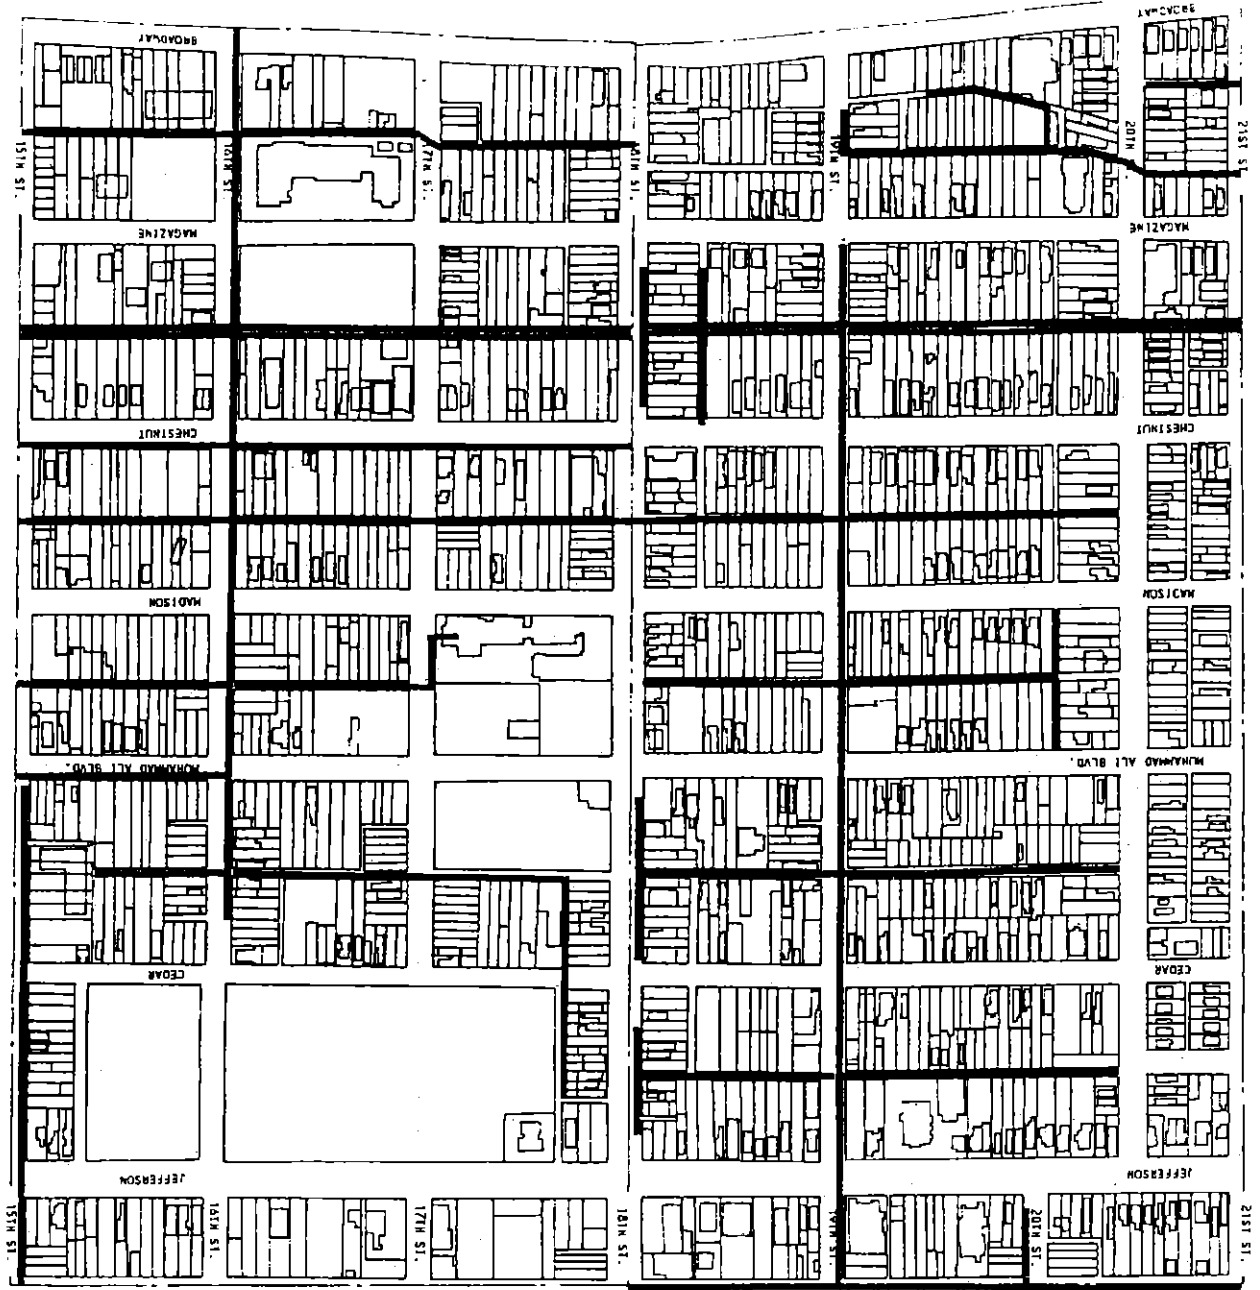 BROADWAY
BROADWAY
15TH ST.
16TH ST.
17TH ST.
18TH ST.
19TH ST.
20TH
21ST ST
MAGAZINE
MAGAZINE
CHESTNUT
CHESTNUT
MADISON
MADISON
MUHAMMAD ALI BLVD.
MUHAMMAD ALI BLVD.
CEDAR
CEDAR
JEFFERSON
JEFFERSON
15TH ST.
16TH ST.
17TH ST.
18TH ST.
19TH ST.
20TH ST.
21ST ST.